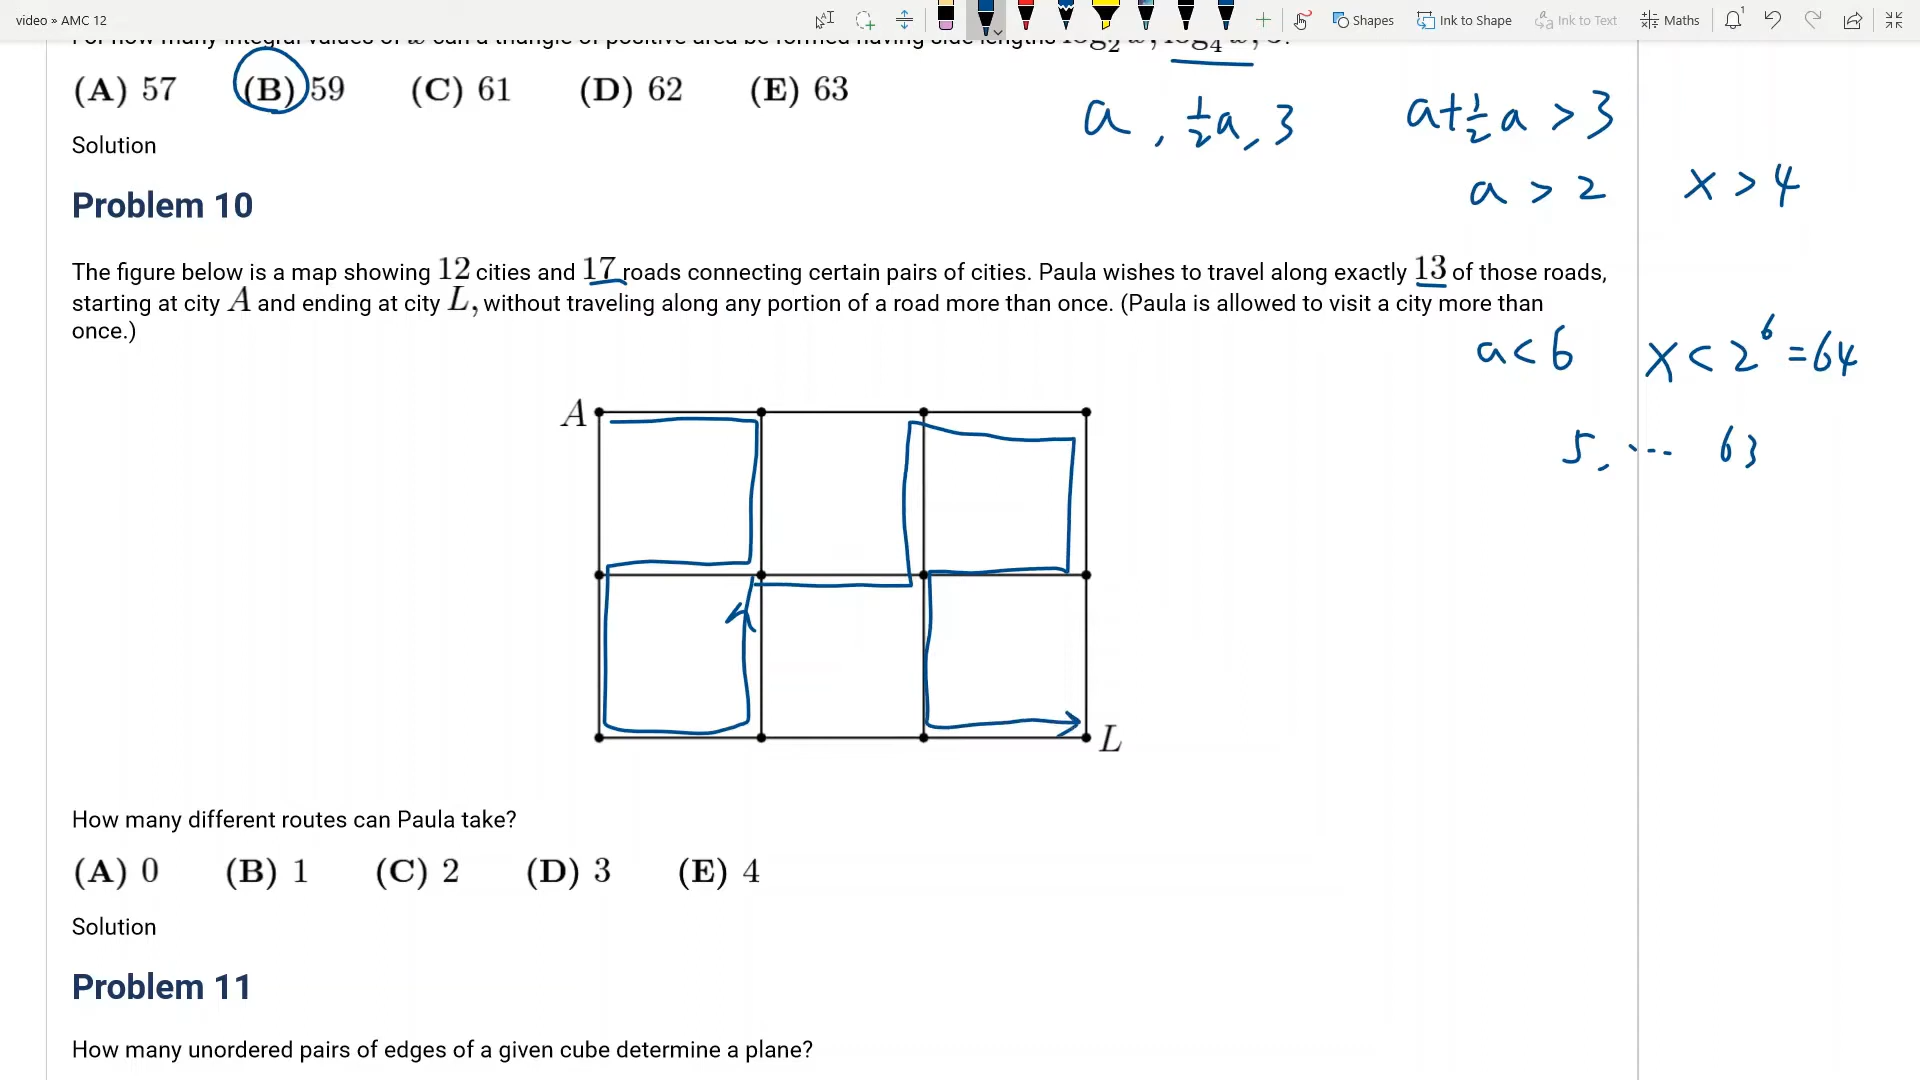 video » AMC 12
Shapes Ink to Shape Ink to Text Maths
(A) 57 (B) 59 (C) 61 (D) 62 (E) 63
a, ½a, 3
a+½a > 3
Solution
a > 2 x > 4
Problem 10
The figure below is a map showing 12 cities and 17 roads connecting certain pairs of cities. Paula wishes to travel along exactly 13 of those roads,
starting at city A and ending at city L, without traveling along any portion of a road more than once. (Paula is allowed to visit a city more than
once.)
a < 6 x < 2⁶ = 64
A
5, ... 63
L
How many different routes can Paula take?
(A) 0 (B) 1 (C) 2 (D) 3 (E) 4
Solution
Problem 11
How many unordered pairs of edges of a given cube determine a plane?